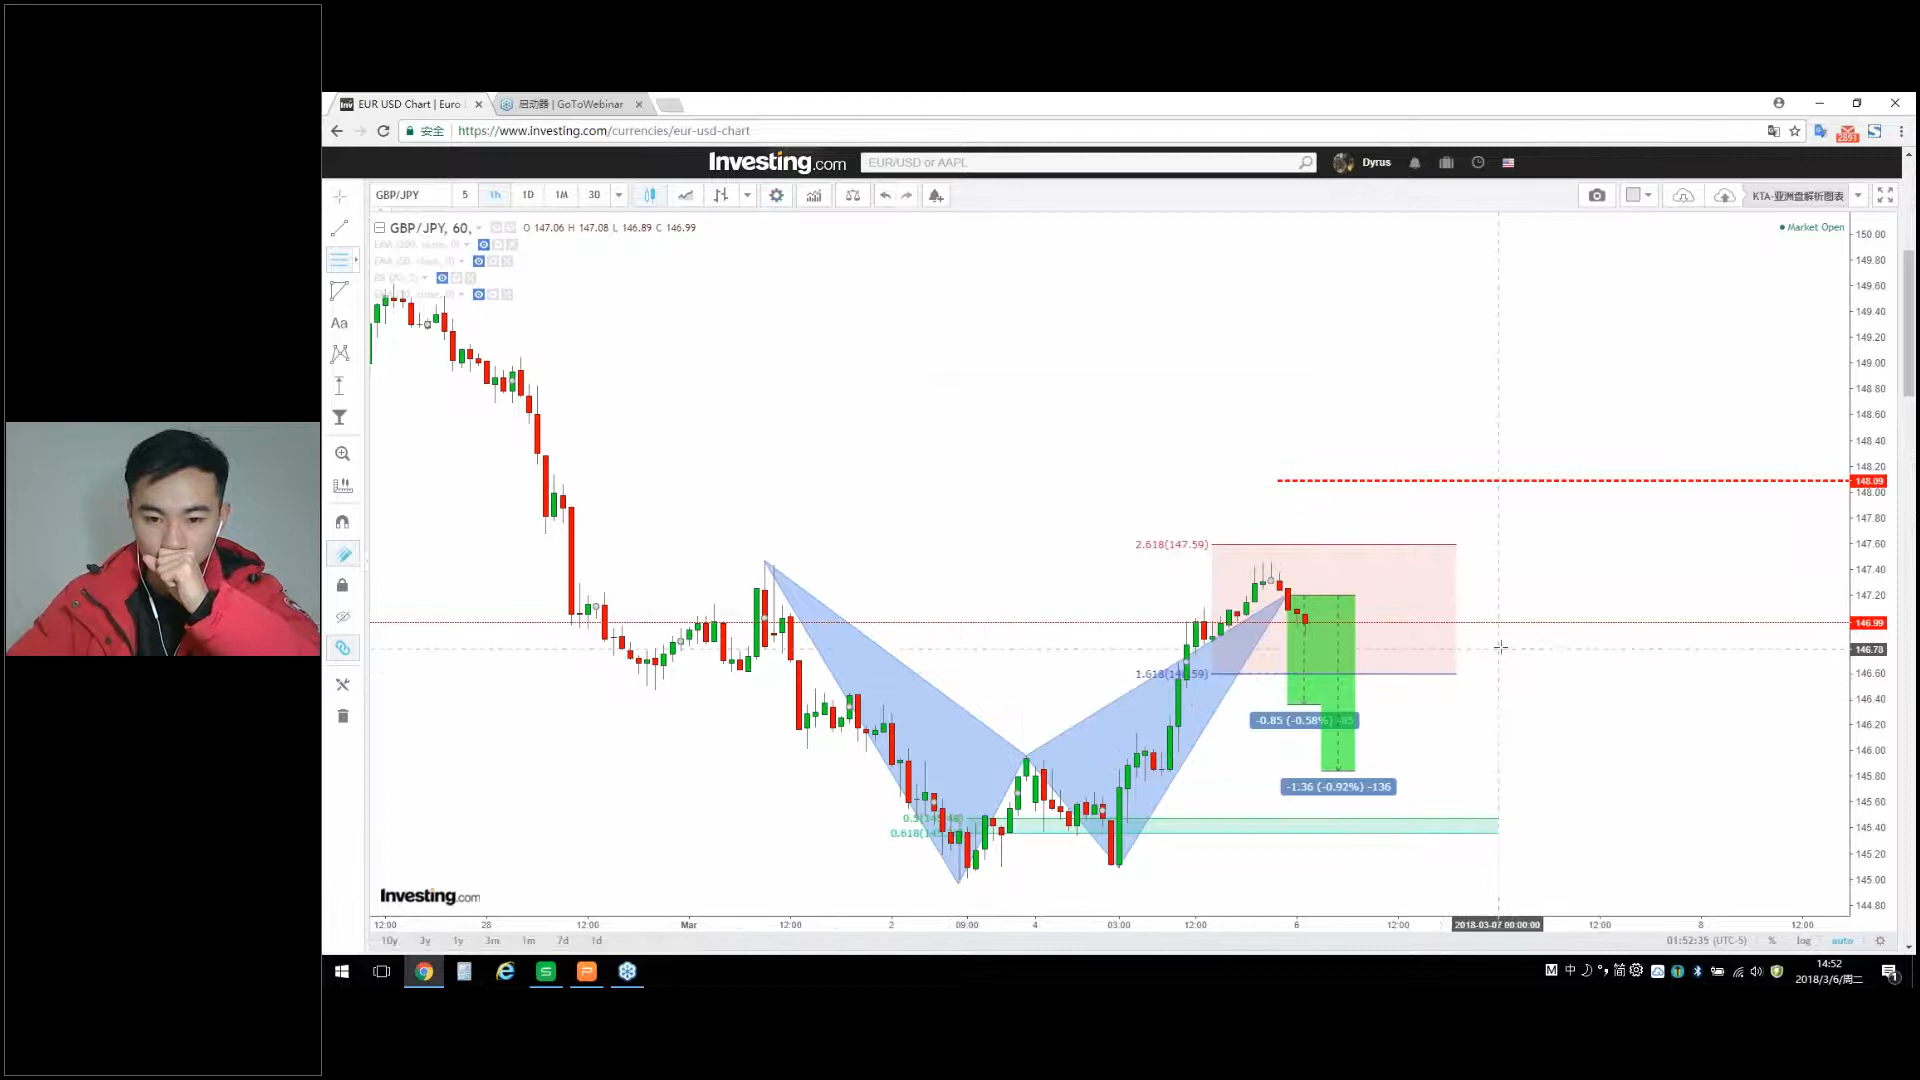 EUR USD Chart | Euro
启动器 | GoToWebinar
安全
https://www.investing.com/currencies/eur-usd-chart
2891
Investing.com
EUR/USD or AAPL
Dyrus
GBP/JPY
5
1h
1D
1M
30
KTA-亚洲盘解析图表
GBP/JPY, 60,
O 147.06 H 147.08 L 146.89 C 146.99
Market Open
Aa
150.00
149.80
149.60
149.40
149.20
149.00
148.80
148.60
148.40
148.20
148.09
148.00
147.80
147.60
147.40
147.20
146.99
146.78
146.60
146.40
146.20
146.00
145.80
145.60
145.40
145.20
145.00
144.80
2.618(147.59)
-0.85 (-0.58%) -85
-1.36 (-0.92%) -136
Investing.com
12:00
28
12:00
Mar
12:00
2
09:00
4
03:00
12:00
6
12:00
2018-03-07 00:00:00
12:00
8
12:00
10y
3y
1y
3m
1m
7d
1d
01:52:35 (UTC-5)
%
log
auto
M 中
简
14:52
2018/3/6/周二
1